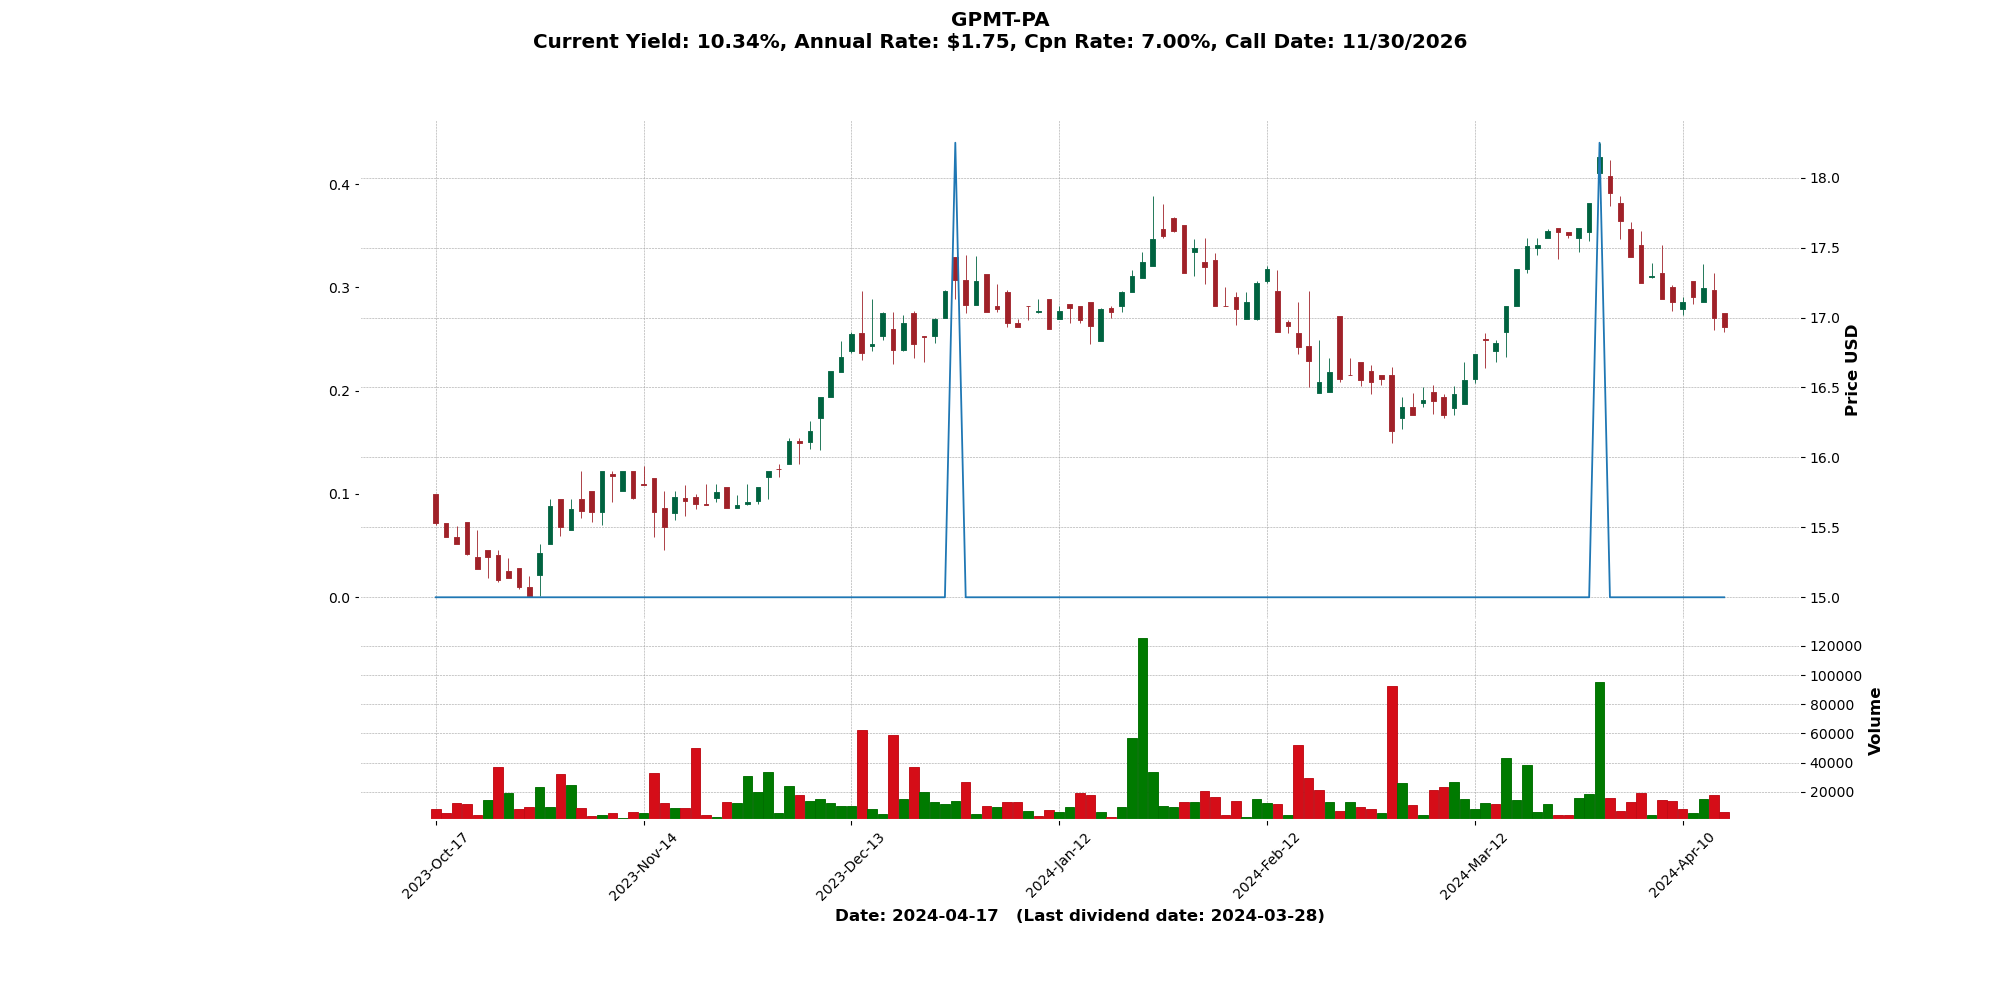 GPMT-PA
Current Yield: 10.34%, Annual Rate: $1.75, Cpn Rate: 7.00%, Call Date: 11/30/2026
0.4
0.3
0.2
0.1
0.0
18.0
17.5
17.0
16.5
16.0
15.5
15.0
Price USD
120000
100000
80000
60000
40000
20000
Volume
2023-Oct-17
2023-Nov-14
2023-Dec-13
2024-Jan-12
2024-Feb-12
2024-Mar-12
2024-Apr-10
Date: 2024-04-17 (Last dividend date: 2024-03-28)